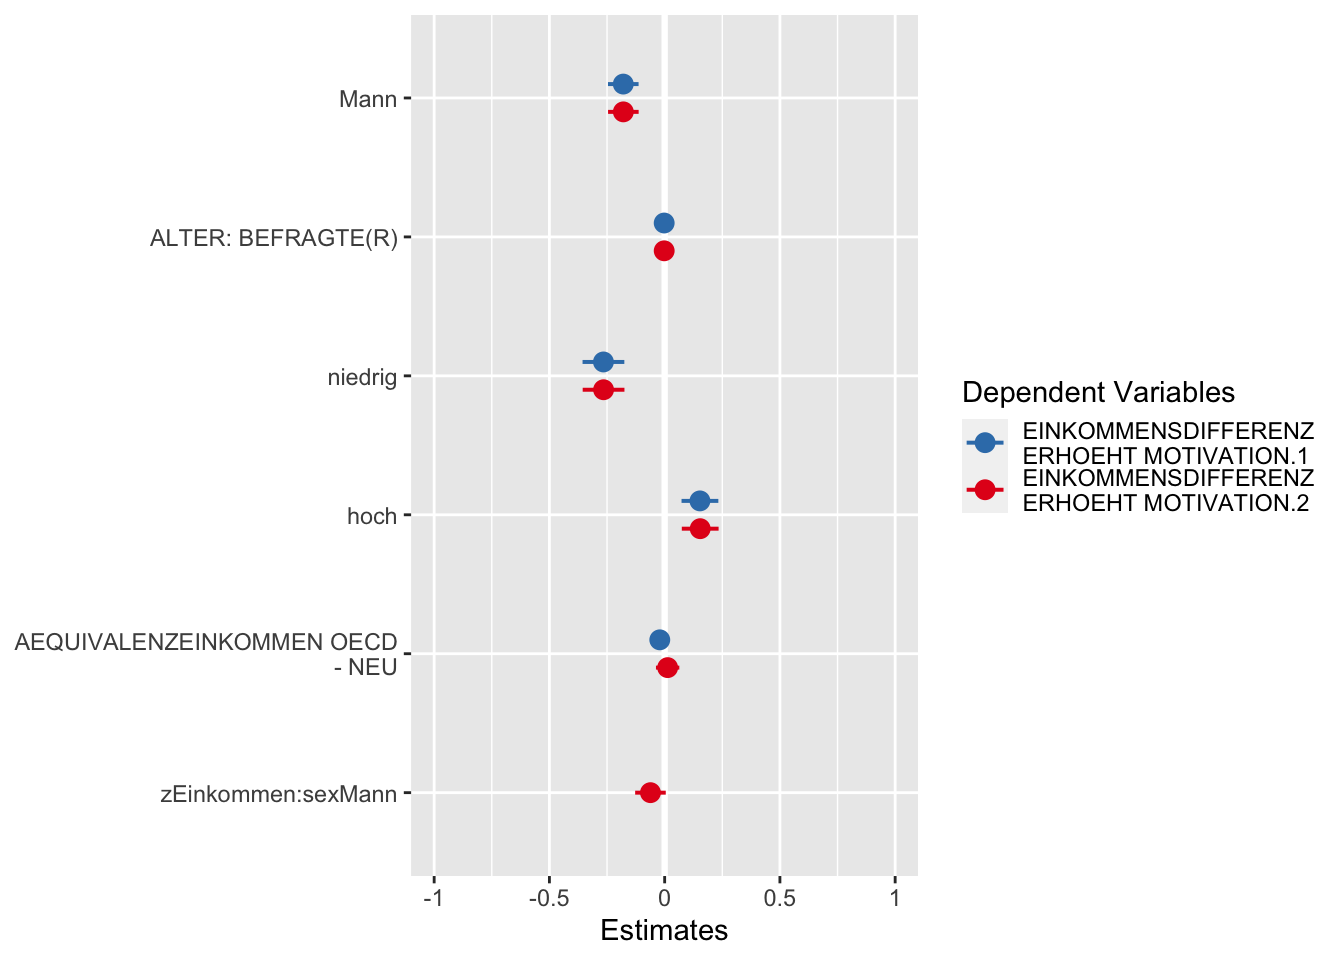 Mann
ALTER: BEFRAGTE(R)
niedrig
hoch
AEQUIVALENZEINKOMMEN OECD
- NEU
zEinkommen:sexMann
-1
-0.5
0
0.5
1
Estimates
Dependent Variables
EINKOMMENSDIFFERENZ
ERHOEHT MOTIVATION.1
EINKOMMENSDIFFERENZ
ERHOEHT MOTIVATION.2